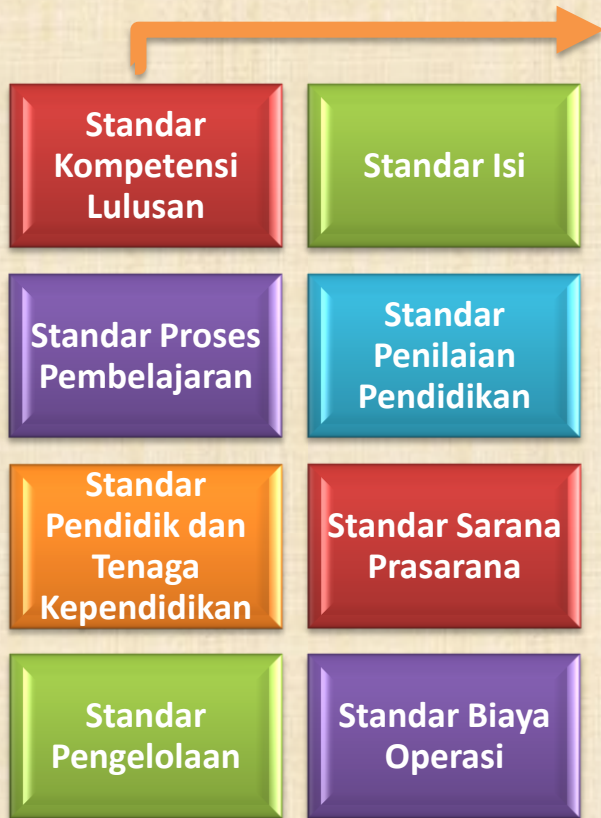 Standar
Kompetensi
Lulusan
Standar Isi
Standar Proses
Pembelajaran
Standar
Penilaian
Pendidikan
Standar
Pendidik dan
Tenaga
Kependidikan
Standar Sarana
Prasarana
Standar
Pengelolaan
Standar Biaya
Operasi